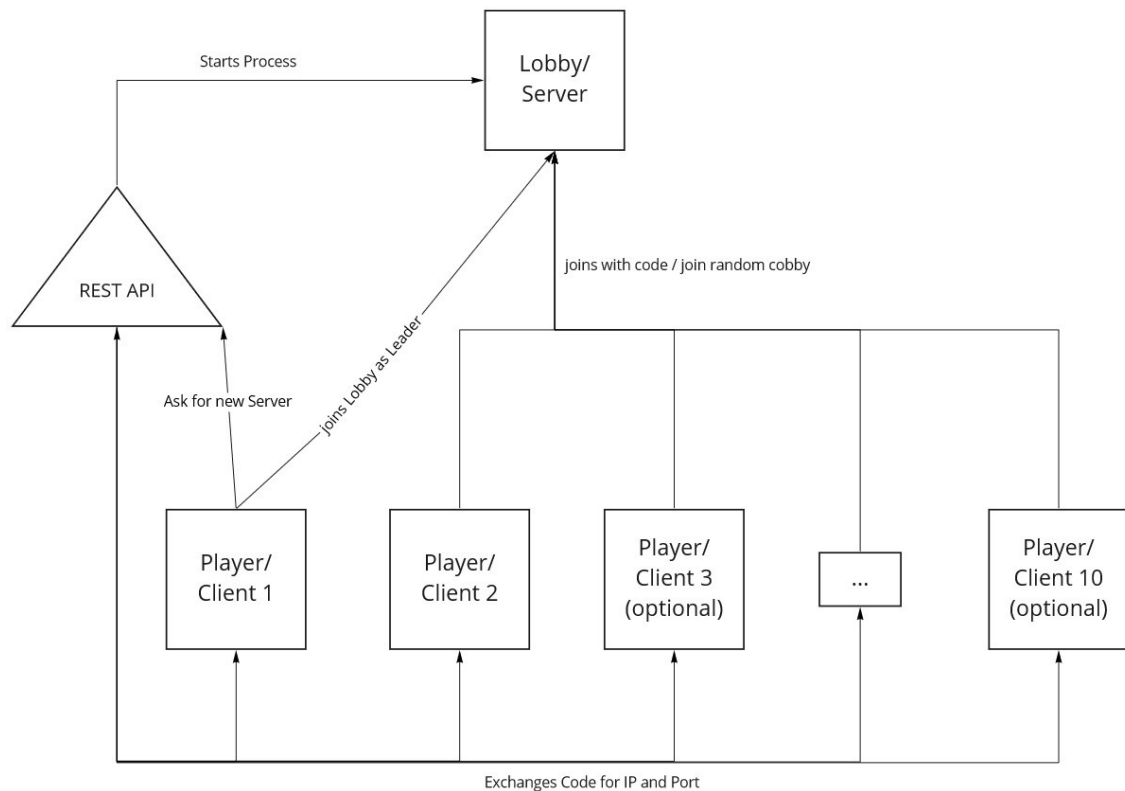 Starts Process
Lobby/
Server
REST API
joins with code / join random cobby
joins Lobby as Leader
Ask for new Server
Player/
Client 1
Player/
Client 2
Player/
Client 3
(optional)
...
Player/
Client 10
(optional)
Exchanges Code for IP and Port